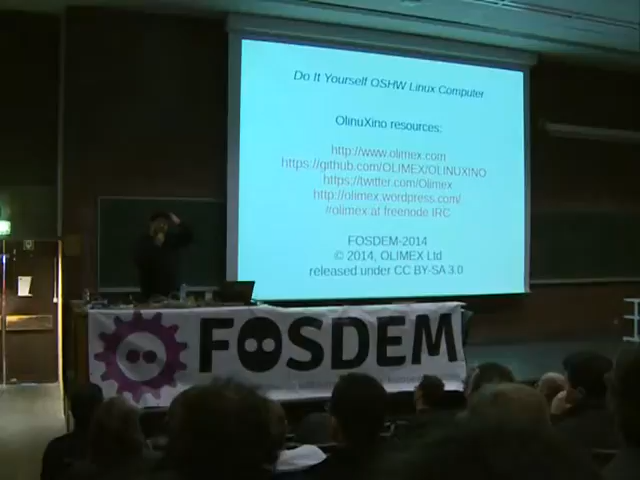 Do It Yourself OSHW Linux Computer
OlinuXino resources:
http://www.olimex.com
https://github.com/OLIMEX/OLINUXINO
https://twitter.com/Olimex
http://olimex.wordpress.com/
#olimex at freenode IRC
FOSDEM-2014
© 2014, OLIMEX Ltd
released under CC BY-SA 3.0
FOSDEM